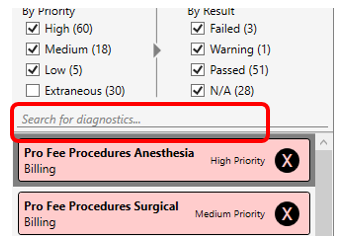 By Priority
By Result
High (60)
Failed (3)
Medium (18)
Warning (1)
Low (5)
Passed (51)
Extraneous (30)
N/A (28)
Search for diagnostics...
Pro Fee Procedures Anesthesia
Billing
High Priority
X
Pro Fee Procedures Surgical
Billing
Medium Priority
X